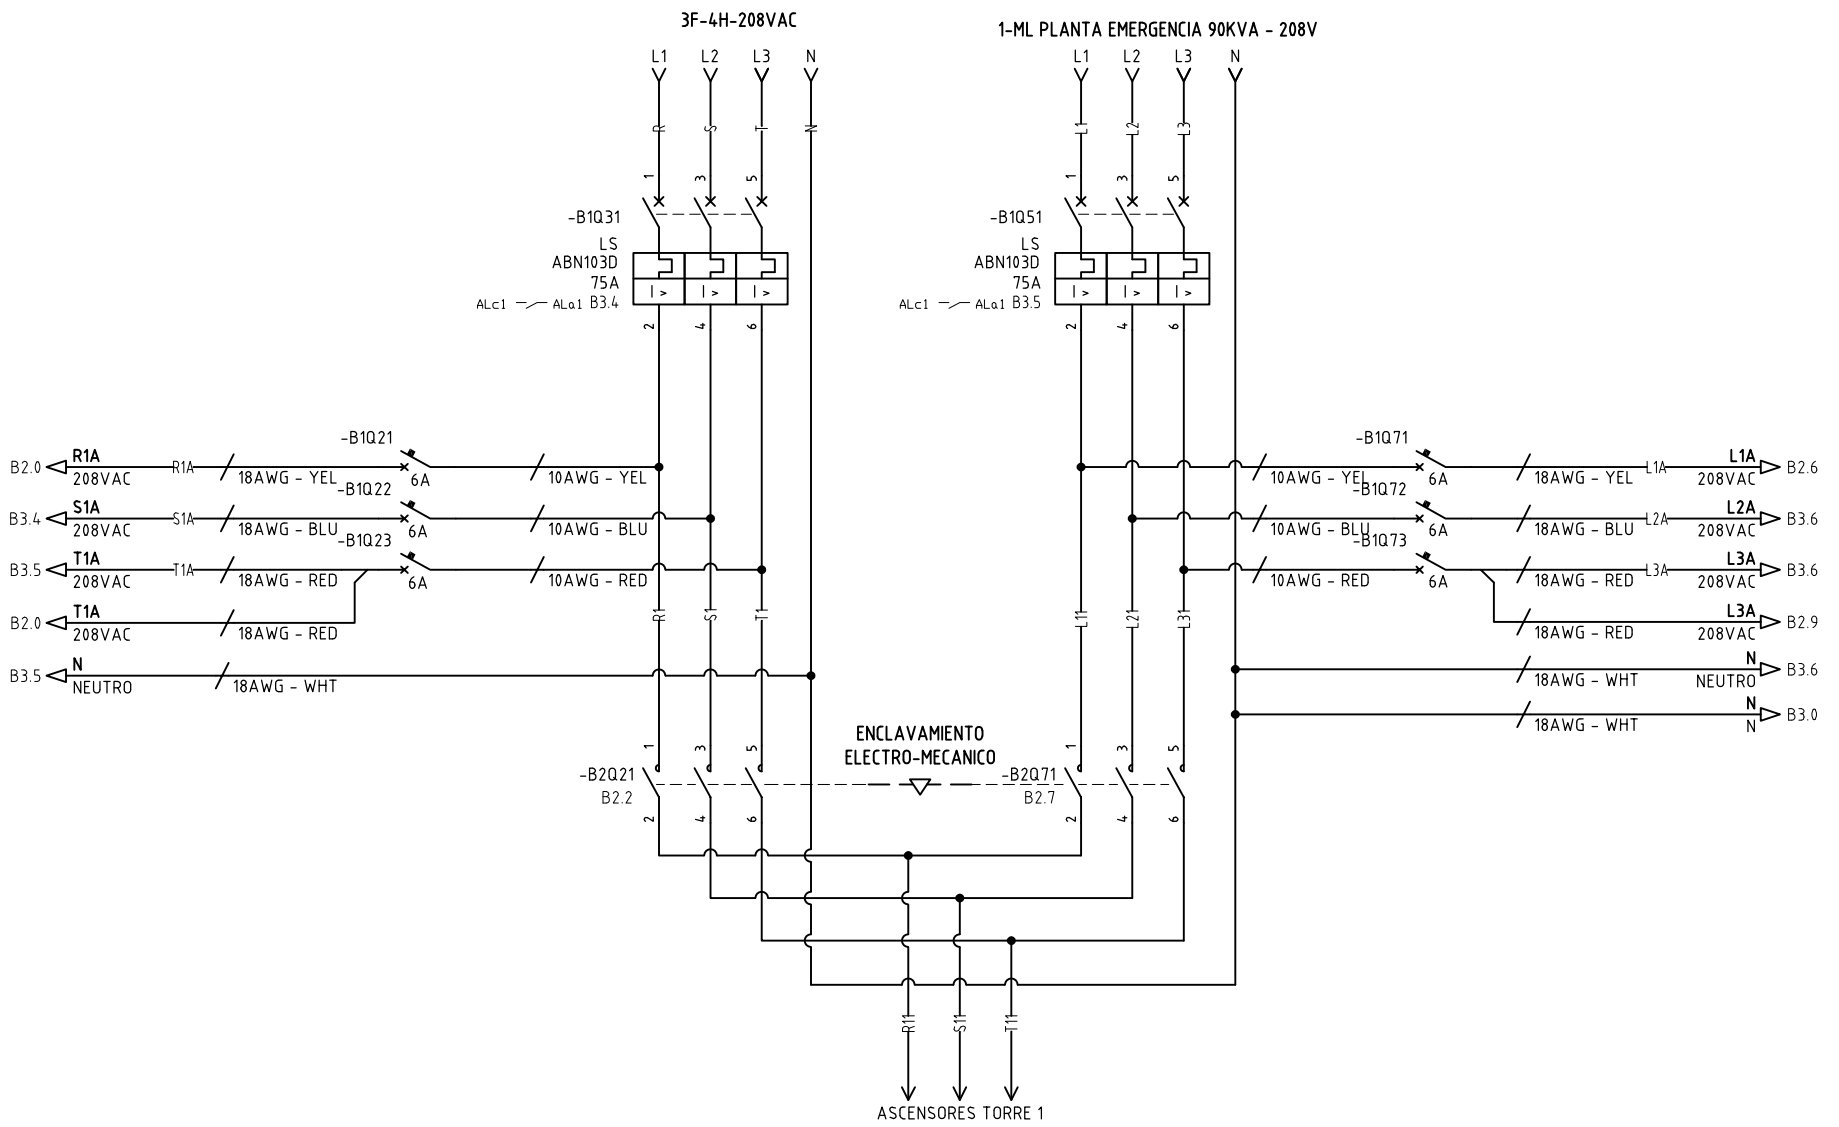 3F-4H-208VAC
1-ML PLANTA EMERGENCIA 90KVA - 208V
L1 L2 L3 N
L1 L2 L3 N
R S T N
L1 L2 L3
1 3 5
1 3 5
-B1Q31
LS
ABN103D
75A
ALc1 ALa1 B3.4
I > I > I >
2 4 6
-B1Q51
LS
ABN103D
75A
ALc1 ALa1 B3.5
I > I > I >
2 4 6
-B1Q21
B2.0 R1A R1A
208VAC 18AWG - YEL 6A 10AWG - YEL
-B1Q22
B3.4 S1A S1A
208VAC 18AWG - BLU 6A 10AWG - BLU
-B1Q23
B3.5 T1A T1A
208VAC 18AWG - RED 6A 10AWG - RED
B2.0 T1A
208VAC 18AWG - RED
B3.5 N
NEUTRO 18AWG - WHT
R1 S1 T1
-B1Q71
L1A L1A B2.6
10AWG - YEL 6A 18AWG - YEL 208VAC
-B1Q72
L2A L2A B3.6
10AWG - BLU 6A 18AWG - BLU 208VAC
-B1Q73
L3A L3A B3.6
10AWG - RED 6A 18AWG - RED 208VAC
L3A B2.9
18AWG - RED 208VAC
N B3.6
18AWG - WHT NEUTRO
N B3.0
18AWG - WHT N
L11 L21 L31
ENCLAVAMIENTO
ELECTRO-MECANICO
1 3 5
-B2Q21
B2.2
2 4 6
1 3 5
-B2Q71
B2.7
2 4 6
R11 S11 T11
ASCENSORES TORRE 1